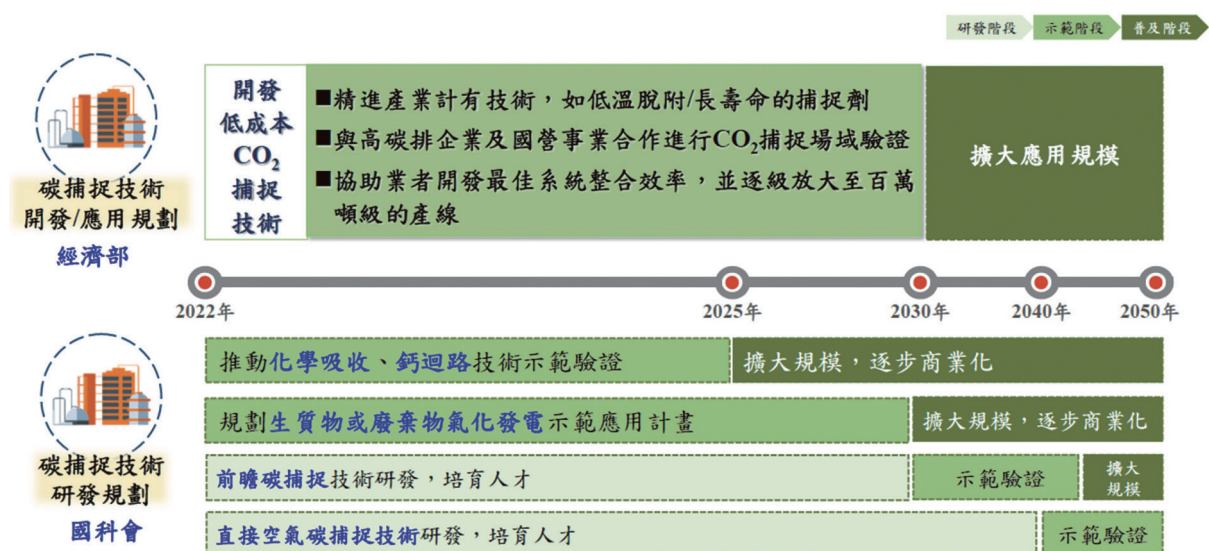 研發階段 示範階段 普及階段
開發
低成本
CO₂
捕捉
技術
■精進產業計有技術，如低溫脫附/長壽命的捕捉劑
■與高碳排企業及國營事業合作進行CO₂捕捉場域驗證
■協助業者開發最佳系統整合效率，並逐級放大至百萬
噸級的產線
擴大應用規模
碳捕捉技術
開發/應用規劃
經濟部
2022年 2025年 2030年 2040年 2050年
碳捕捉技術
研發規劃
國科會
推動化學吸收、鈣迴路技術示範驗證 擴大規模，逐步商業化
規劃生質物或廢棄物氣化發電示範應用計畫 擴大規模，逐步商業化
前瞻碳捕捉技術研發，培育人才 示範驗證 擴大
規模
直接空氣碳捕捉技術研發，培育人才 示範驗證